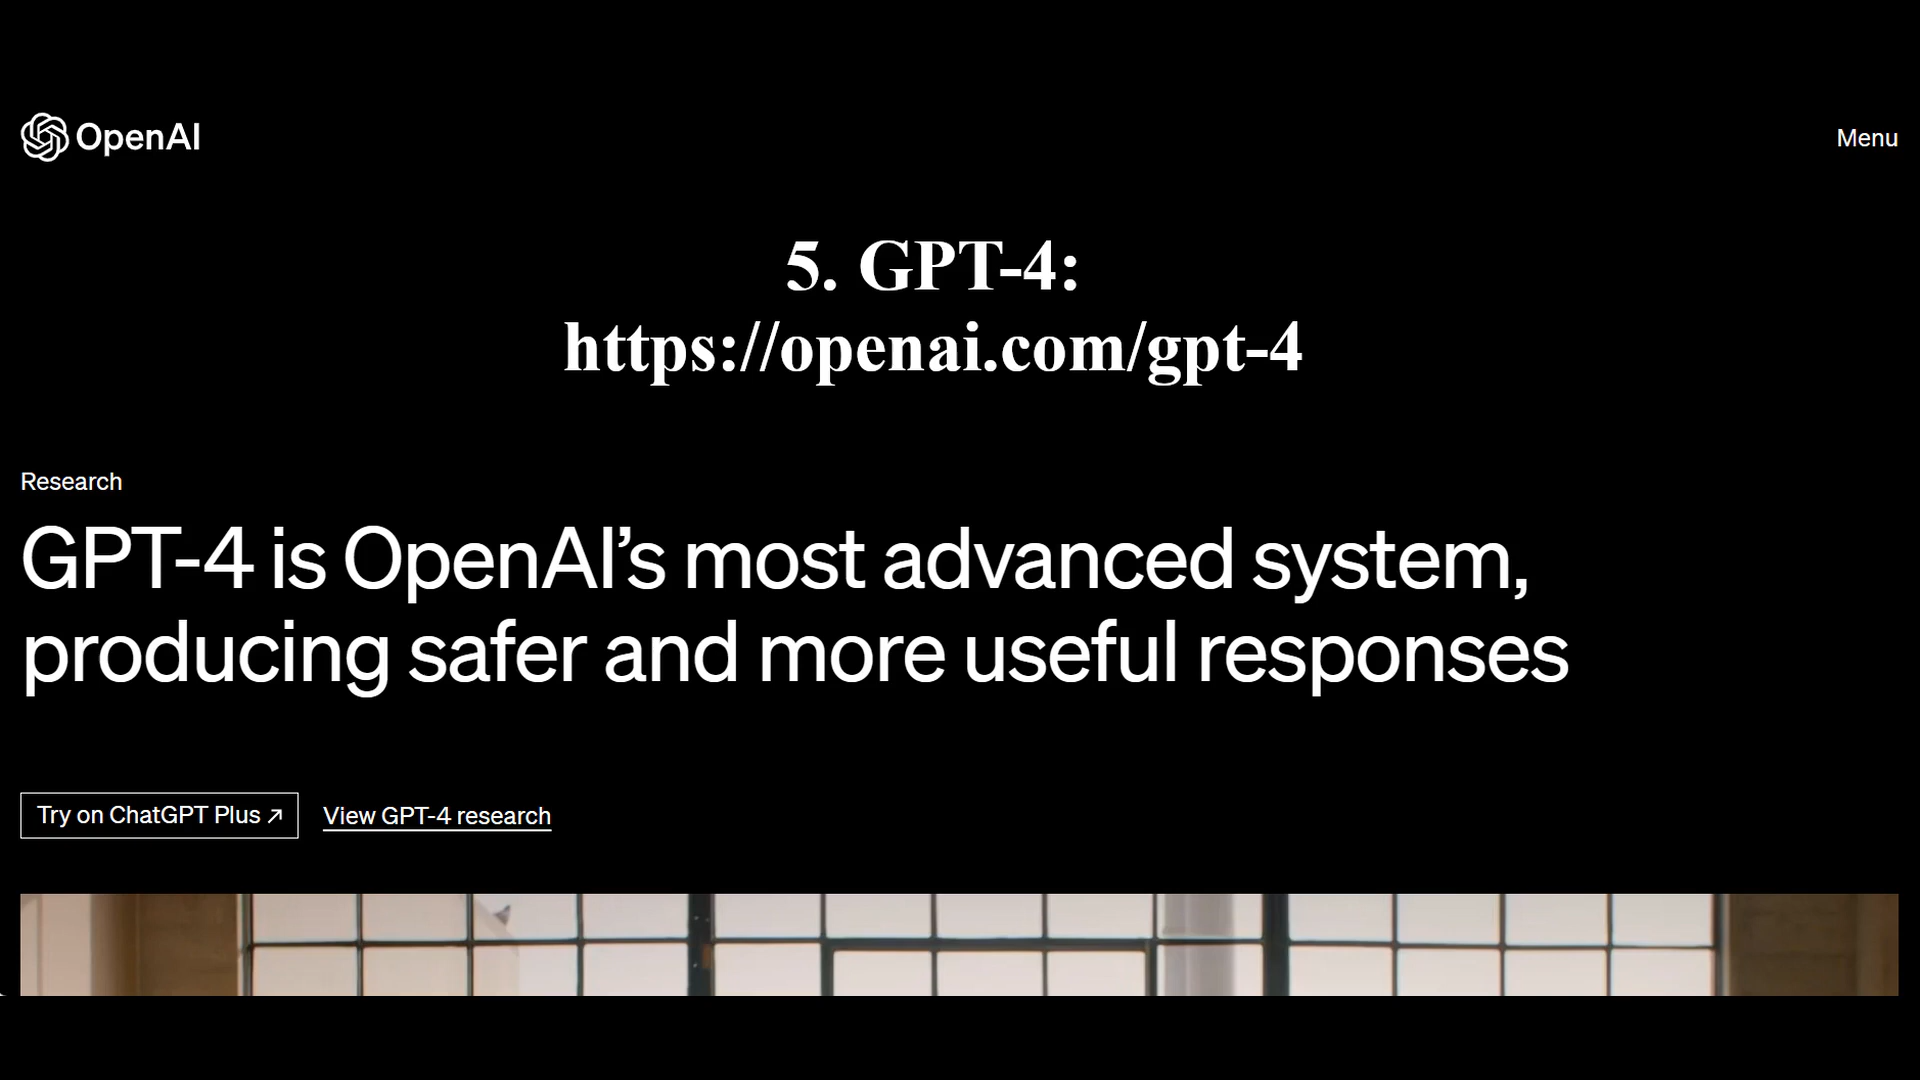 OpenAI
Menu
5. GPT-4:
https://openai.com/gpt-4
Research
GPT-4 is OpenAI’s most advanced system,
producing safer and more useful responses
Try on ChatGPT Plus ↗
View GPT-4 research